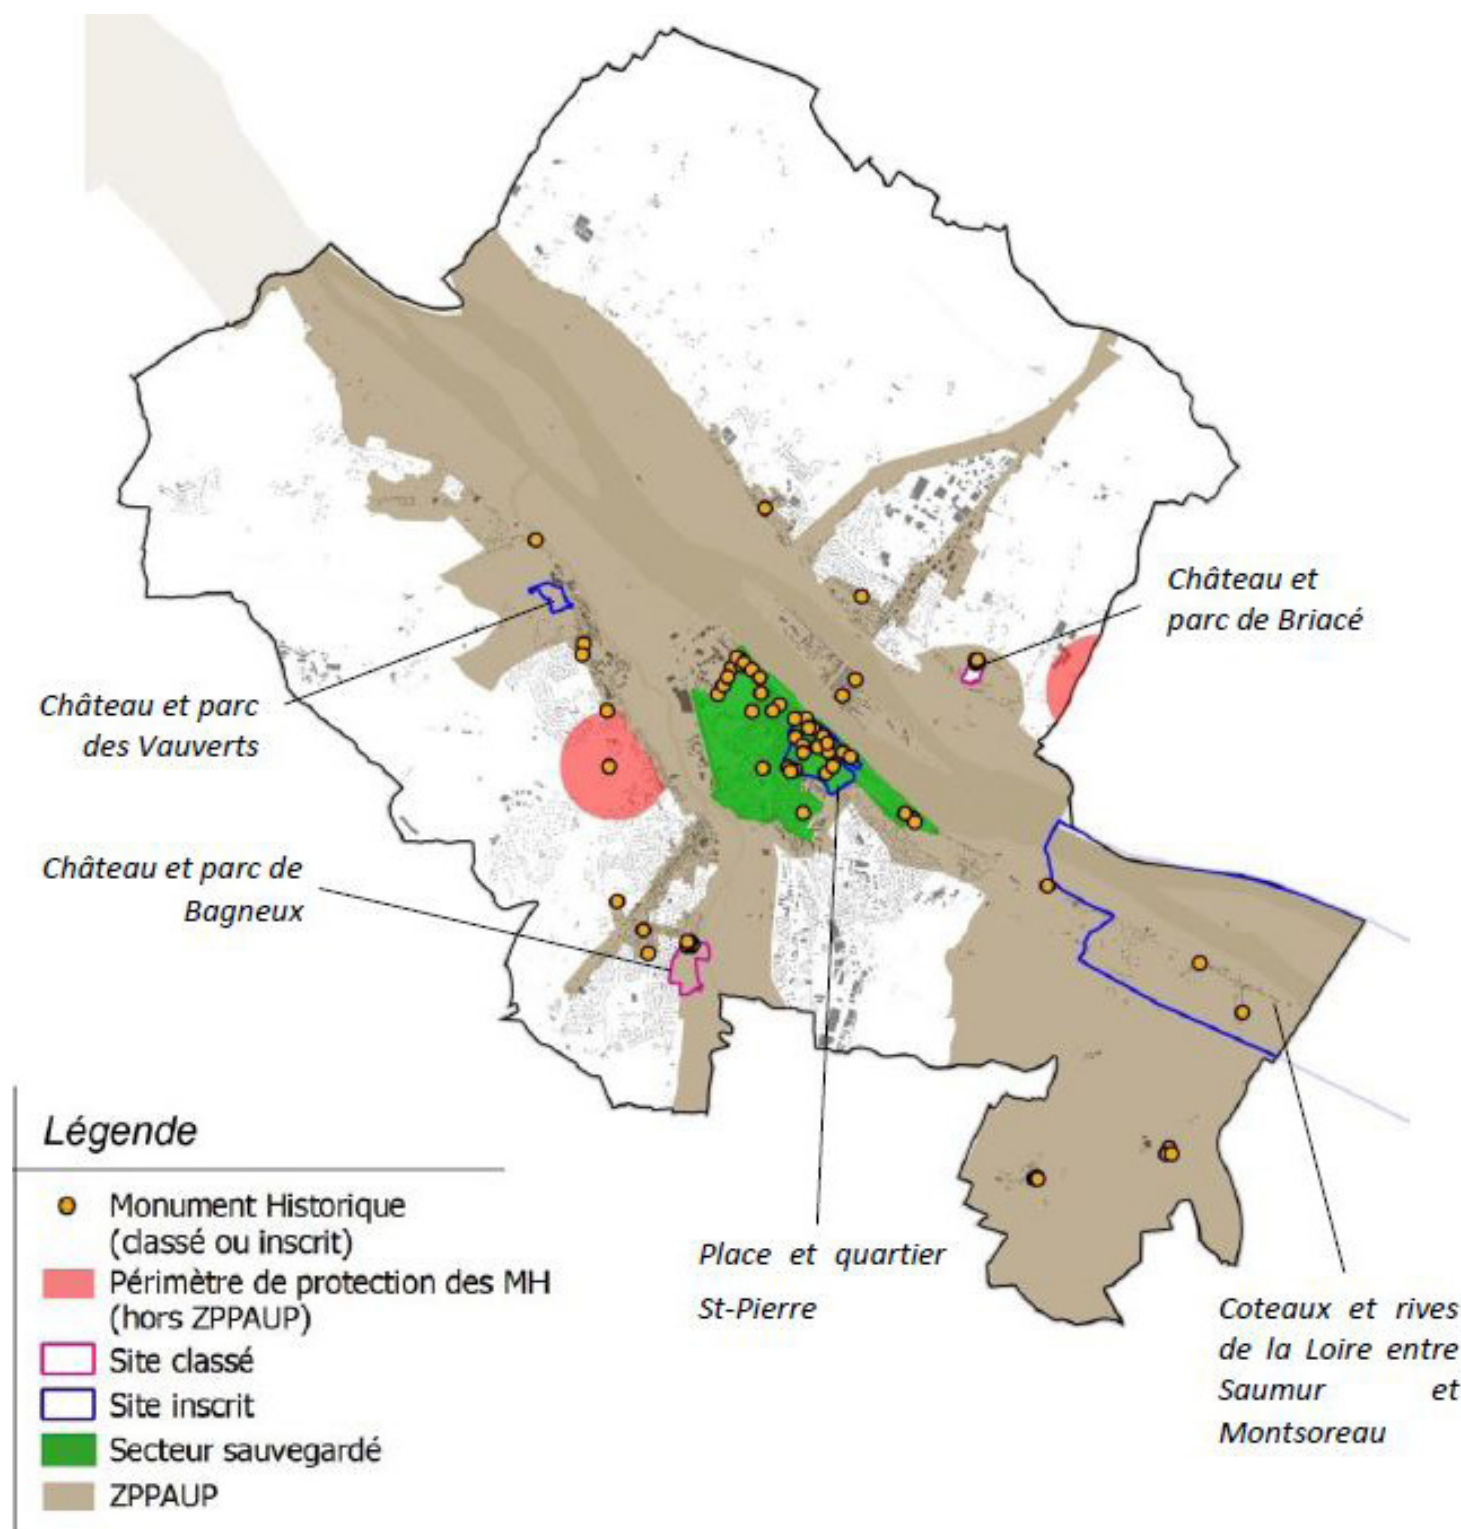 Château et
parc de Briacé
Château et parc
des Vauverts
Château et parc de
Bagneux
Place et quartier
St-Pierre
Coteaux et rives
de la Loire entre
Saumur et
Montsoreau
Légende
Monument Historique
(classé ou inscrit)
Périmètre de protection des MH
(hors ZPPAUP)
Site classé
Site inscrit
Secteur sauvegardé
ZPPAUP